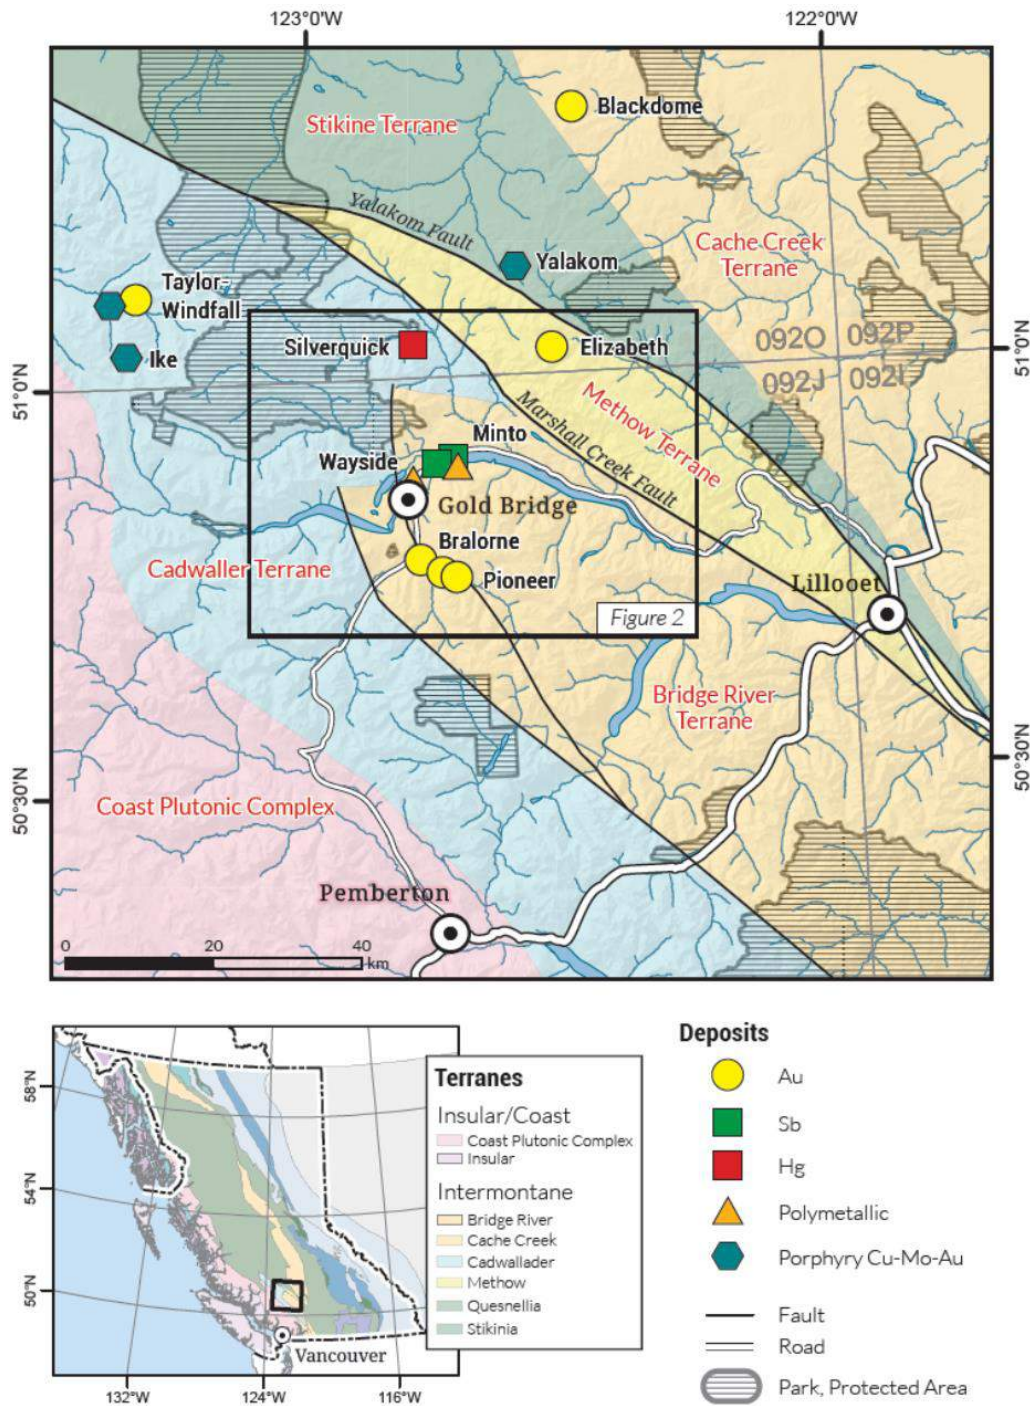 123°0'W
122°0'W
Blackdome
Stikine Terrane
Yalakom Fault
Cache Creek
Terrane
Yalakom
Taylor-
Windfall
Ike
Silverquick
Elizabeth
092O 092P
092J 092I
51°0'N
51°0'N
Methow Terrane
Marshall Creek Fault
Minto
Wayside
Gold Bridge
Bralorne
Pioneer
Cadwaller Terrane
Lillooet
Figure 2
Bridge River
Terrane
50°30'N
50°30'N
Coast Plutonic Complex
Pemberton
0 20 40
km
58°N
54°N
50°N
132°W 124°W 116°W
Vancouver
Terranes
Insular/Coast
Coast Plutonic Complex
Insular
Intermontane
Bridge River
Cache Creek
Cadwallader
Methow
Quesnellia
Stikinia
Deposits
Au
Sb
Hg
Polymetallic
Porphyry Cu-Mo-Au
Fault
Road
Park, Protected Area